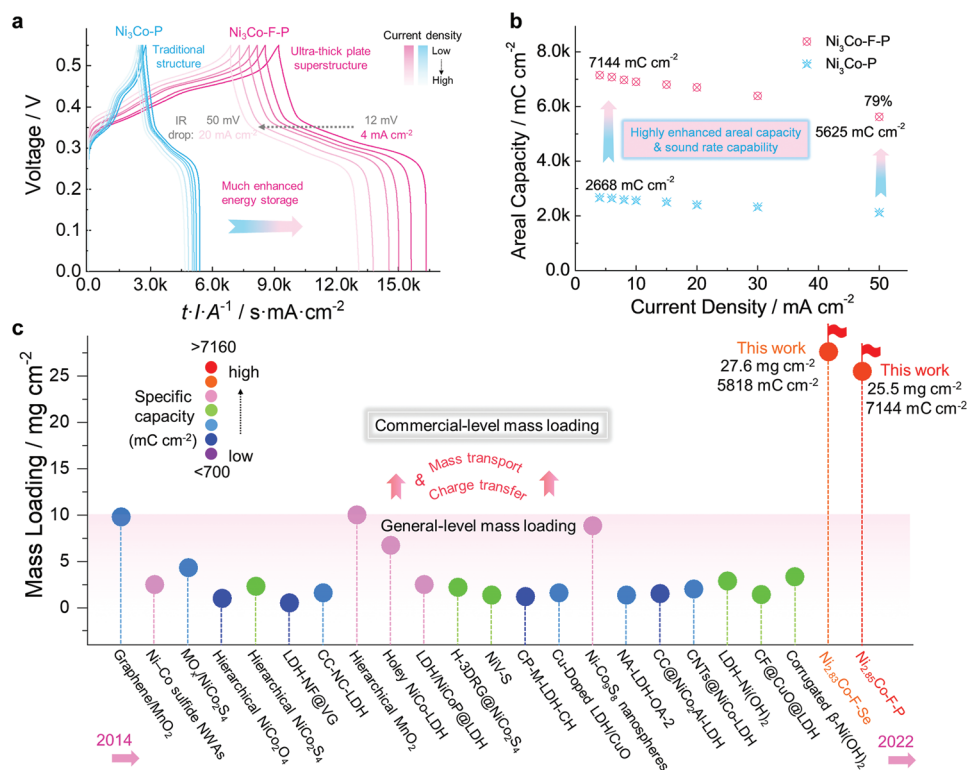 a
Ni₃Co-P
Ni₃Co-F-P
Traditional
structure
Ultra-thick plate
superstructure
Current density
Low
High
IR
drop:
50 mV
20 mA cm⁻²
12 mV
4 mA cm⁻²
Much enhanced
energy storage
Voltage / V
0.5
0.4
0.3
0.2
0.1
0.0
0.0
3.0k
6.0k
9.0k
12.0k
15.0k
t·I·A⁻¹ / s·mA·cm⁻²
b
Ni₃Co-F-P
Ni₃Co-P
7144 mC cm⁻²
79%
5625 mC cm⁻²
Highly enhanced areal capacity
& sound rate capability
2668 mC cm⁻²
Areal Capacity / mC cm⁻²
8.0k
6.0k
4.0k
2.0k
0.0
0
10
20
30
40
50
Current Density / mA cm⁻²
c
>7160
high
Specific
capacity
(mC cm⁻²)
low
<700
This work
27.6 mg cm⁻²
5818 mC cm⁻²
This work
25.5 mg cm⁻²
7144 mC cm⁻²
Commercial-level mass loading
Mass transport
&
Charge transfer
General-level mass loading
Mass Loading / mg cm⁻²
25
20
15
10
5
0
Graphene/MnO₂
Ni–Co sulfide NWAs
MOₓ/NiCo₂S₄
Hierarchical NiCo₂O₄
Hierarchical NiCo₂S₄
LDH-NF@VG
CC-NC-LDH
Hierarchical MnO₂
Holey NiCo-LDH
LDH/NiCoP@LDH
H-3DRG@NiCo₂S₄
NiV-S
CP-M-LDH-CH
Cu-Doped LDH/CuO
Ni-Co₉S₈ nanospheres
NA-LDH-OA-2
CC@NiCo₂Al-LDH
CNTs@NiCo-LDH
LDH–Ni(OH)₂
CF@CuO@LDH
Corrugated β-Ni(OH)₂
Ni₂.₈₃Co-F-Se
Ni₂.₈₅Co-F-P
2014
2022